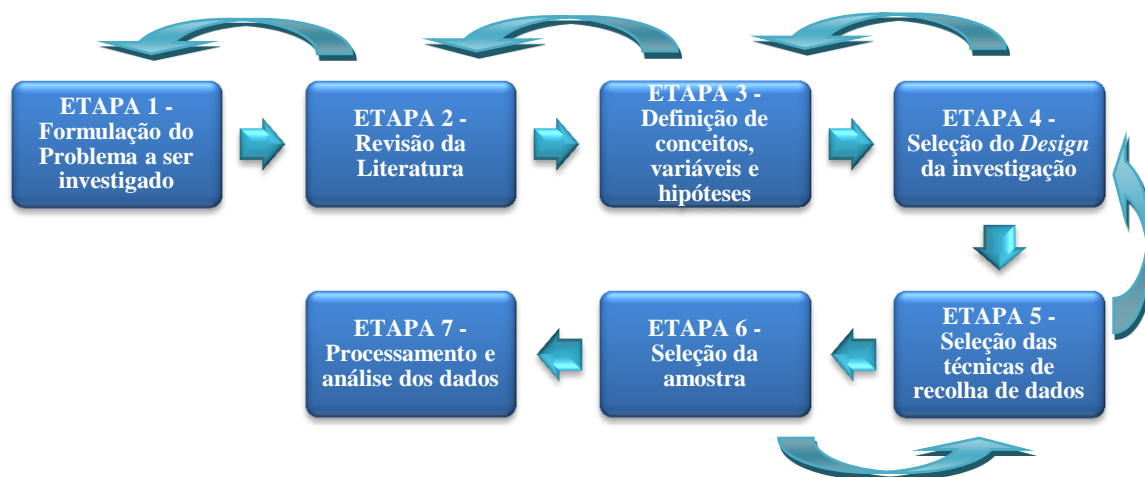 ETAPA 1 -
Formulação do
Problema a ser
investigado
ETAPA 2 -
Revisão da
Literatura
ETAPA 3 -
Definição de
conceitos,
variáveis e
hipóteses
ETAPA 4 -
Seleção do Design
da investigação
ETAPA 5 -
Seleção das
técnicas de
recolha de dados
ETAPA 6 -
Seleção da
amostra
ETAPA 7 -
Processamento e
análise dos dados